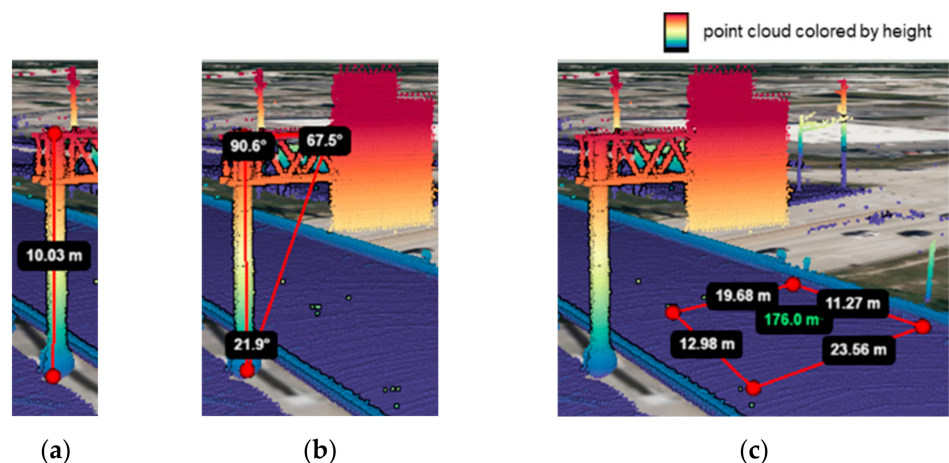 point cloud colored by height
10.03 m
90.6°
67.5°
21.9°
19.68 m
11.27 m
176.0 m
12.98 m
23.56 m
(a)
(b)
(c)